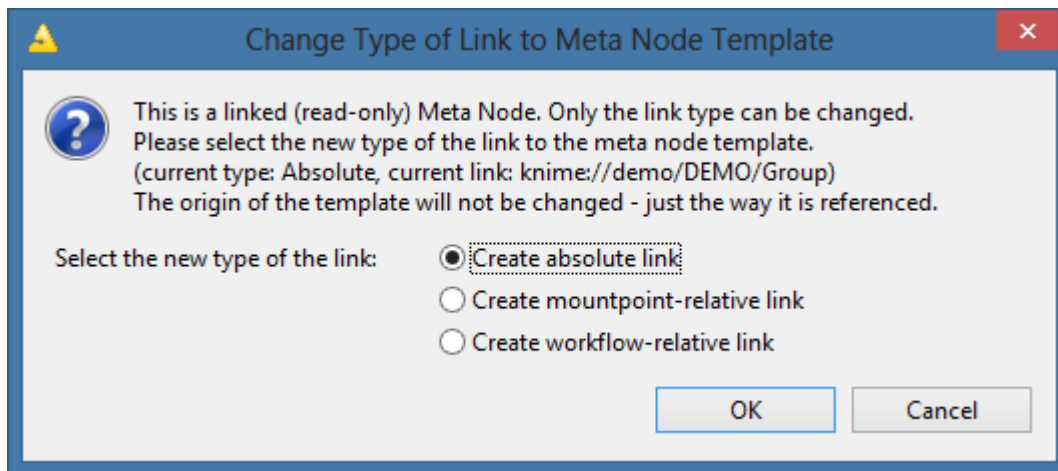 Change Type of Link to Meta Node Template
This is a linked (read-only) Meta Node. Only the link type can be changed.
Please select the new type of the link to the meta node template.
(current type: Absolute, current link: knime://demo/DEMO/Group)
The origin of the template will not be changed - just the way it is referenced.
Select the new type of the link:
Create absolute link
Create mountpoint-relative link
Create workflow-relative link
OK Cancel